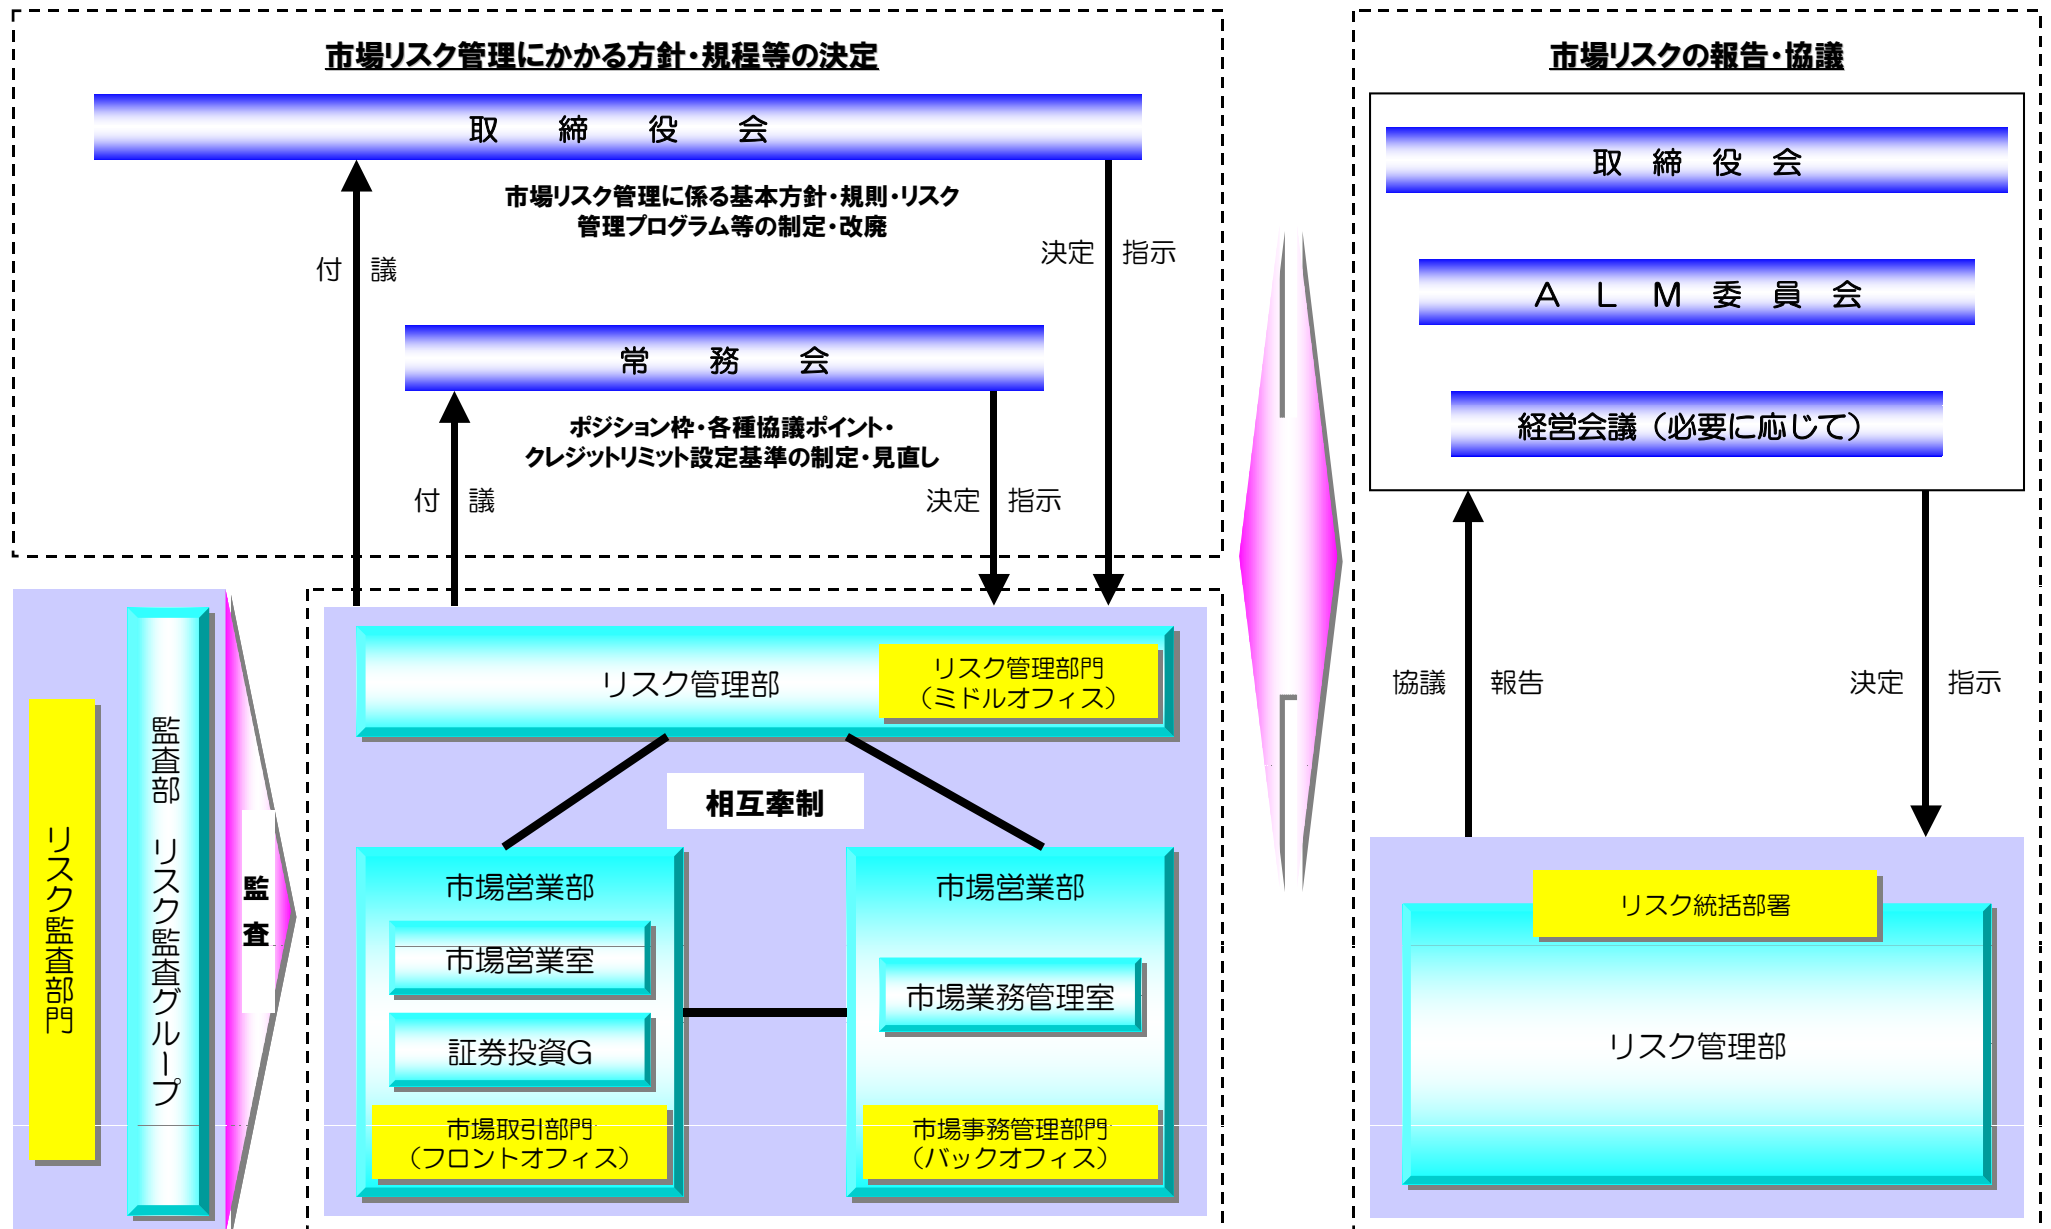 市場リスク管理にかかる方針・規程等の決定
取締役会
市場リスク管理に係る基本方針・規則・リスク
管理プログラム等の制定・改廃
付議
決定 指示
常務会
ポジション枠・各種協議ポイント・
クレジットリミット設定基準の制定・見直し
付議
決定 指示
リスク監査部門
監査部 リスク監査グループ
監査
リスク管理部
リスク管理部門
（ミドルオフィス）
相互牽制
市場営業部
市場営業室
証券投資G
市場取引部門
（フロントオフィス）
市場営業部
市場業務管理室
市場事務管理部門
（バックオフィス）
市場リスクの報告・協議
取締役会
ALM委員会
経営会議（必要に応じて）
協議 報告
決定 指示
リスク統括部署
リスク管理部